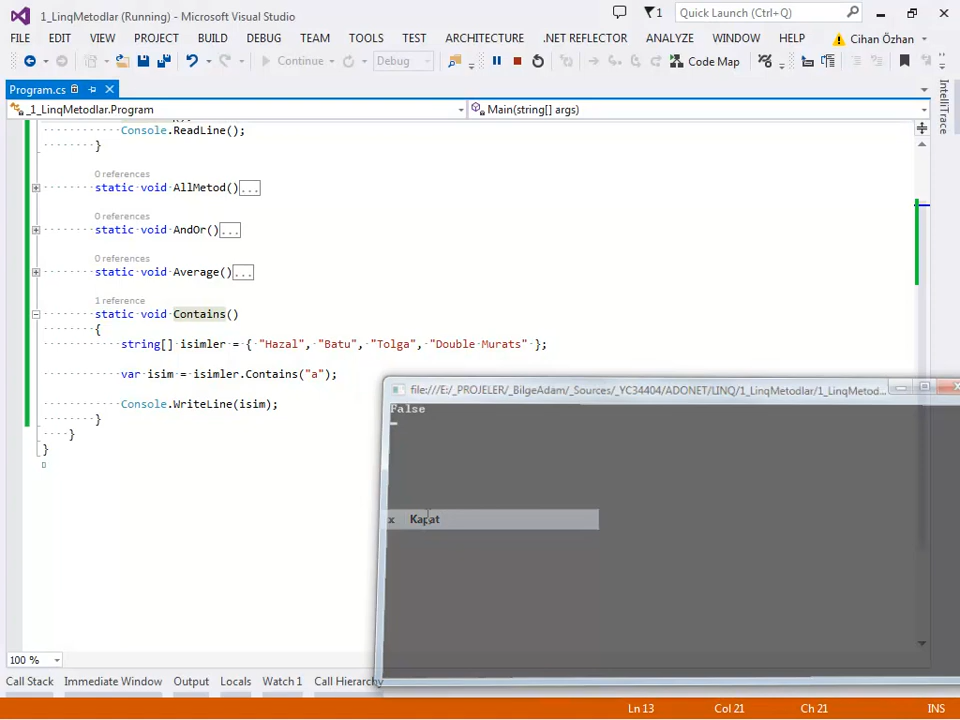 1_LinqMetodlar (Running) - Microsoft Visual Studio
1
Quick Launch (Ctrl+Q)
FILE EDIT VIEW PROJECT BUILD DEBUG TEAM TOOLS TEST ARCHITECTURE .NET REFLECTOR ANALYZE WINDOW HELP Cihan Özhan
Continue Debug Code Map
Program.cs
_1_LinqMetodlar.Program Main(string[] args)
IntelliTrace
Console.ReadLine();
}
0 references
static void AllMetod()...
0 references
static void AndOr()...
0 references
static void Average()...
1 reference
static void Contains()
{
string[] isimler = { "Hazal", "Batu", "Tolga", "Double Murats" };
var isim = isimler.Contains("a");
Console.WriteLine(isim);
}
}
}
file:///E:/_PROJELER/_BilgeAdam/_Sources/_YC34404/ADONET/LINQ/1_LinqMetodlar/1_LinqMetod...
False
x Kapat
100 %
Call Stack Immediate Window Output Locals Watch 1 Call Hierarchy
Ln 13 Col 21 Ch 21 INS